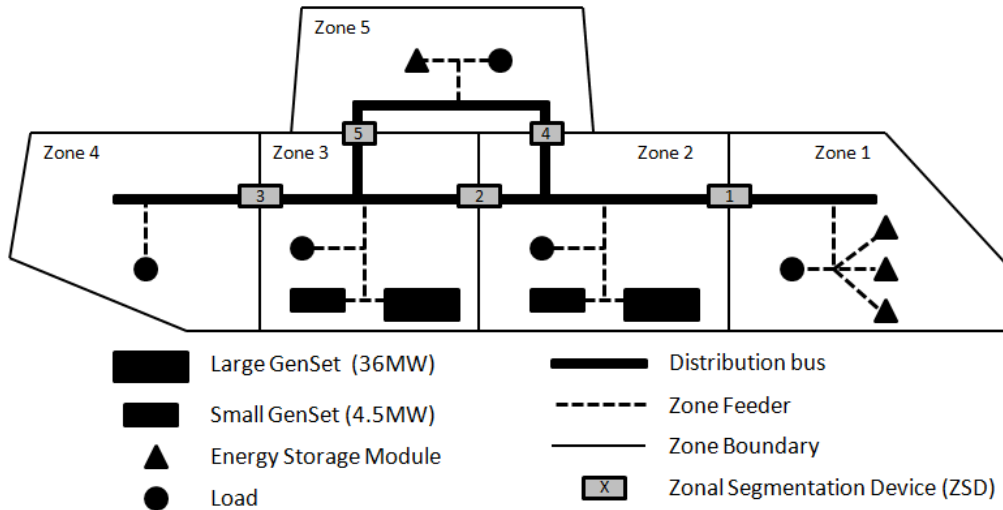 Zone 5
5
4
Zone 4
Zone 3
Zone 2
Zone 1
3
2
1
Large GenSet (36MW)
Distribution bus
Small GenSet (4.5MW)
Zone Feeder
Energy Storage Module
Zone Boundary
Load
X
Zonal Segmentation Device (ZSD)